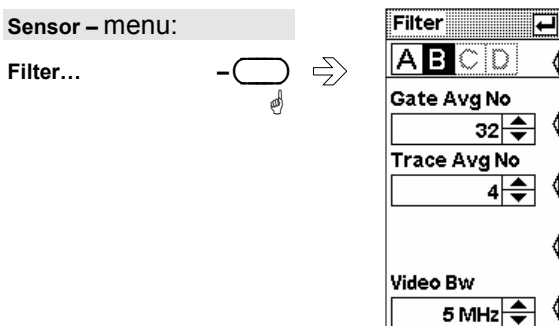 Sensor – menu:
Filter…
Filter
A B C D
Gate Avg No
32
Trace Avg No
4
Video Bw
5 MHz